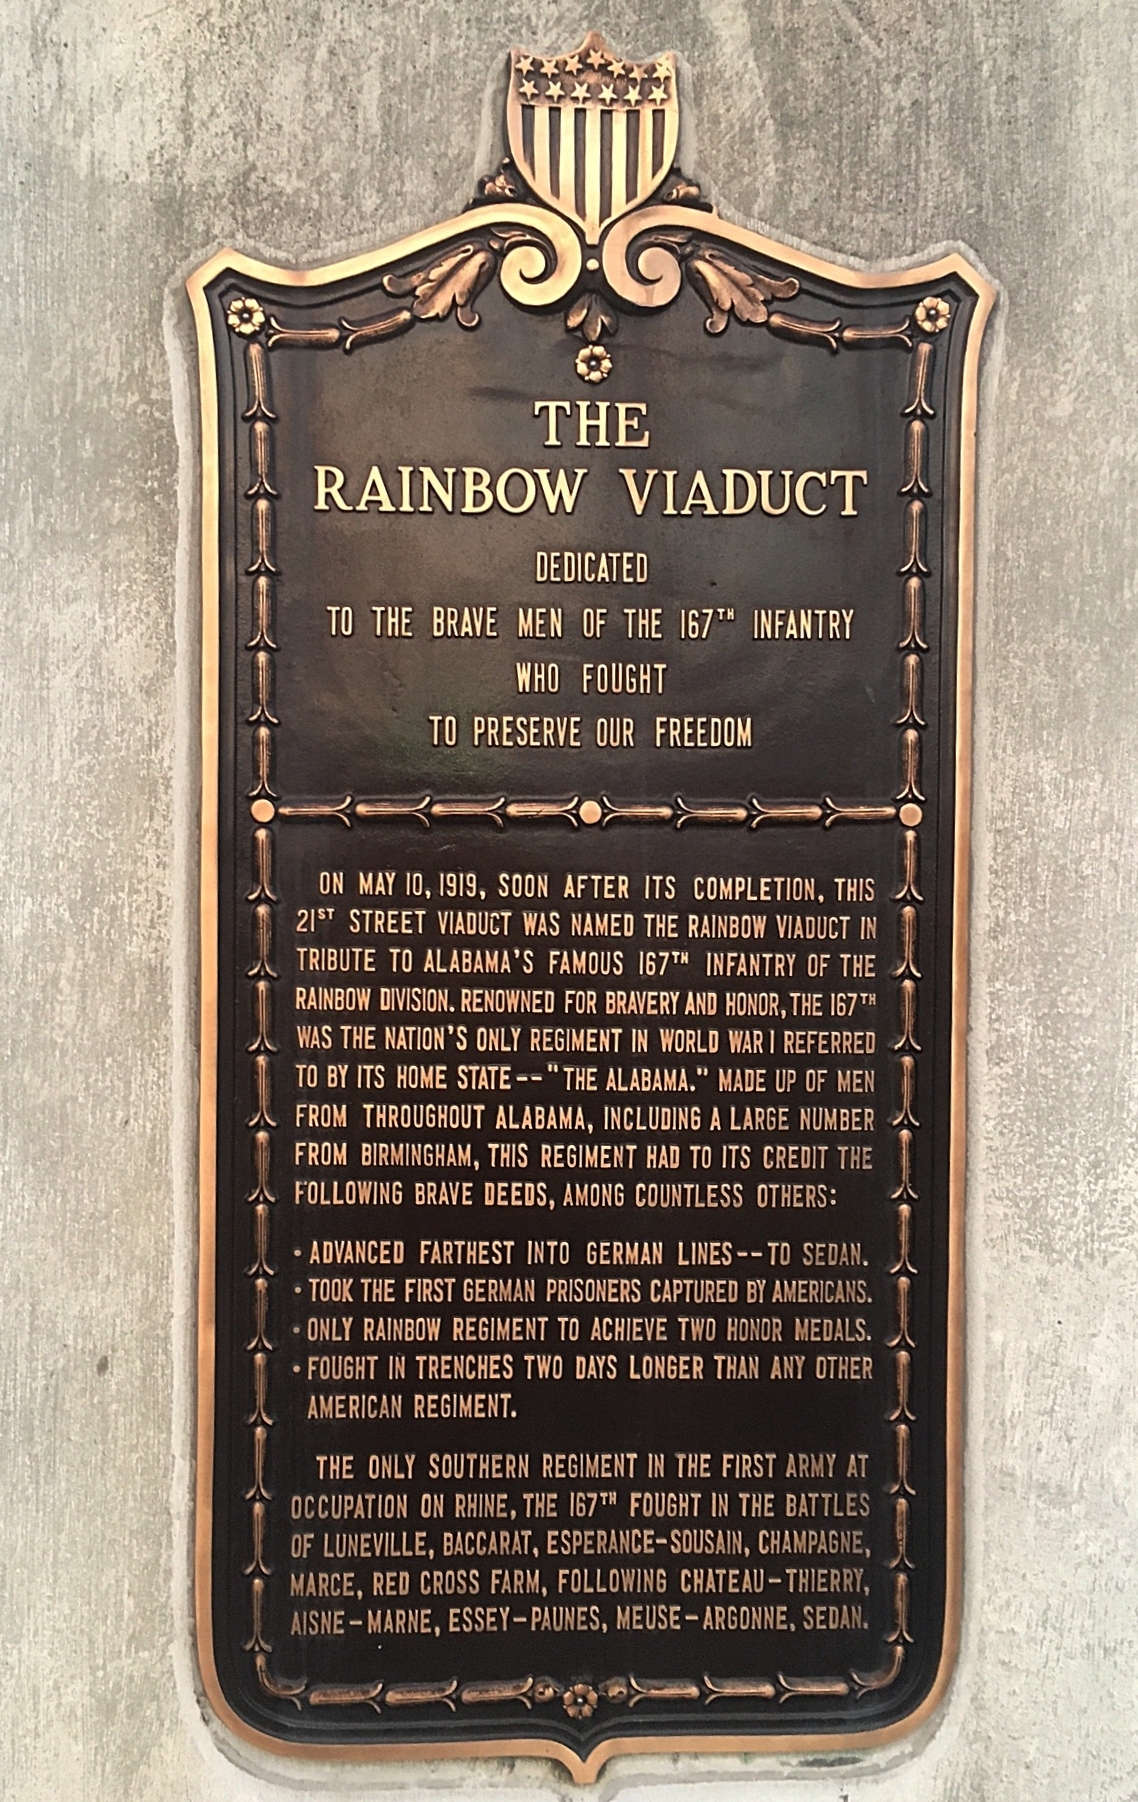 THE
RAINBOW VIADUCT
DEDICATED
TO THE BRAVE MEN OF THE 167TH INFANTRY
WHO FOUGHT
TO PRESERVE OUR FREEDOM
ON MAY 10, 1919, SOON AFTER ITS COMPLETION, THIS
21ST STREET VIADUCT WAS NAMED THE RAINBOW VIADUCT IN
TRIBUTE TO ALABAMA'S FAMOUS 167TH INFANTRY OF THE
RAINBOW DIVISION. RENOWNED FOR BRAVERY AND HONOR, THE 167TH
WAS THE NATION'S ONLY REGIMENT IN WORLD WAR I REFERRED
TO BY ITS HOME STATE--"THE ALABAMA." MADE UP OF MEN
FROM THROUGHOUT ALABAMA, INCLUDING A LARGE NUMBER
FROM BIRMINGHAM, THIS REGIMENT HAD TO ITS CREDIT THE
FOLLOWING BRAVE DEEDS, AMONG COUNTLESS OTHERS:
• ADVANCED FARTHEST INTO GERMAN LINES--TO SEDAN.
• TOOK THE FIRST GERMAN PRISONERS CAPTURED BY AMERICANS.
• ONLY RAINBOW REGIMENT TO ACHIEVE TWO HONOR MEDALS.
• FOUGHT IN TRENCHES TWO DAYS LONGER THAN ANY OTHER
AMERICAN REGIMENT.
THE ONLY SOUTHERN REGIMENT IN THE FIRST ARMY AT
OCCUPATION ON RHINE, THE 167TH FOUGHT IN THE BATTLES
OF LUNEVILLE, BACCARAT, ESPERANCE-SOUSAIN, CHAMPAGNE,
MARCE, RED CROSS FARM, FOLLOWING CHATEAU-THIERRY,
AISNE-MARNE, ESSEY-PAUNES, MEUSE-ARGONNE, SEDAN.